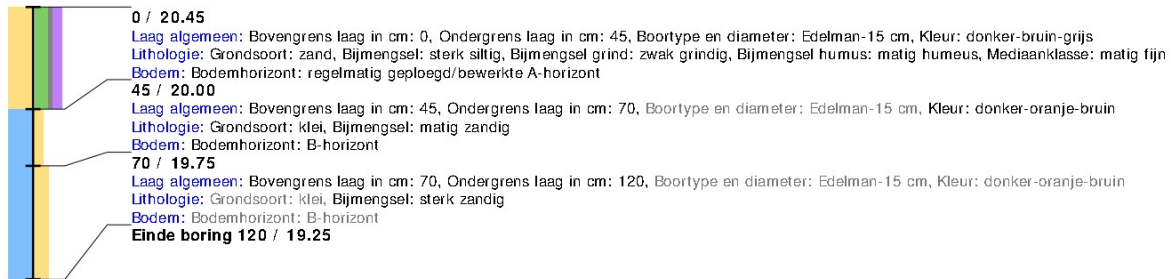 0 / 20.45
Laag algemeen: Bovengrens laag in cm: 0, Ondergrens laag in cm: 45, Boortype en diameter: Edelman-15 cm, Kleur: donker-bruin-grijs
Lithologie: Grondsoort: zand, Bijmengsel: sterk siltig, Bijmengsel grind: zwak grindig, Bijmengsel humus: matig humeus, Mediaanklasse: matig fijn
Bodem: Bodemhorizont: regelmatig geploegd/bewerkte A-horizont
45 / 20.00
Laag algemeen: Bovengrens laag in cm: 45, Ondergrens laag in cm: 70, Boortype en diameter: Edelman-15 cm, Kleur: donker-oranje-bruin
Lithologie: Grondsoort: klei, Bijmengsel: matig zandig
Bodem: Bodemhorizont: B-horizont
70 / 19.75
Laag algemeen: Bovengrens laag in cm: 70, Ondergrens laag in cm: 120, Boortype en diameter: Edelman-15 cm, Kleur: donker-oranje-bruin
Lithologie: Grondsoort: klei, Bijmengsel: sterk zandig
Bodem: Bodemhorizont: B-horizont
Einde boring 120 / 19.25